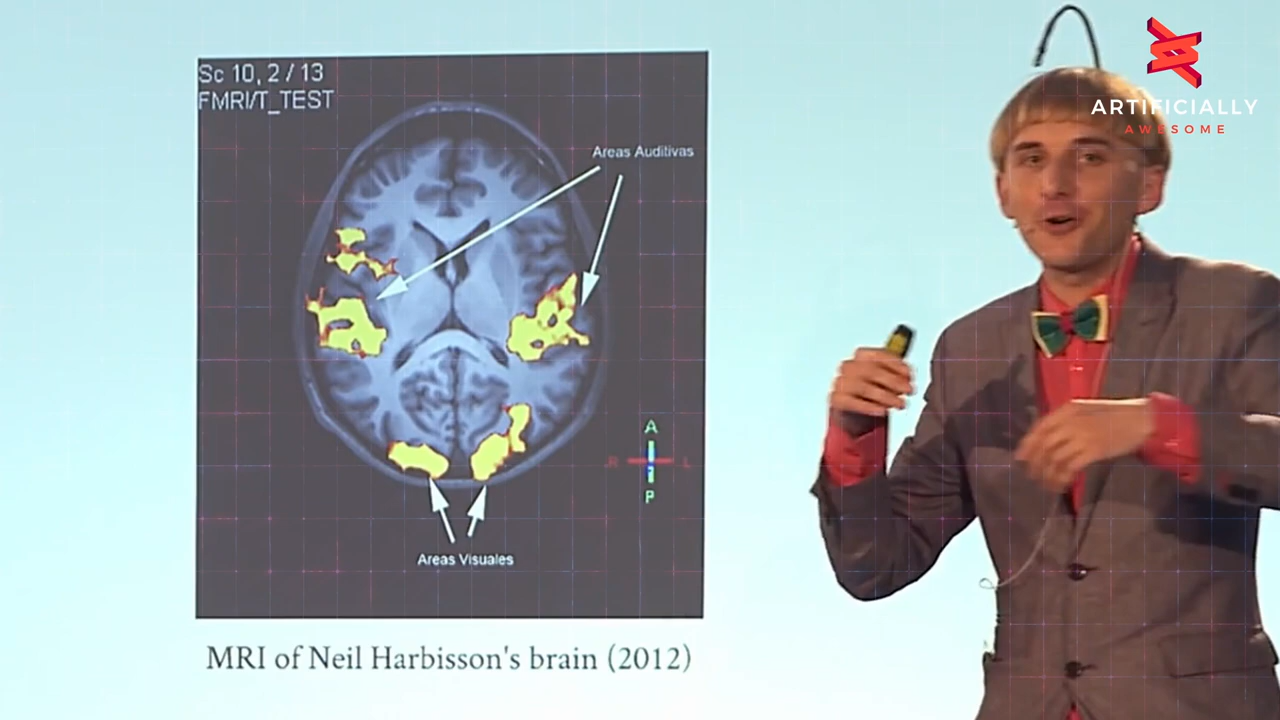 Sc 10, 2 / 13
FMRI/T_TEST
Areas Auditivas
A
R
L
P
Areas Visuales
MRI of Neil Harbisson's brain (2012)
ARTIFICIALLY
AWESOME